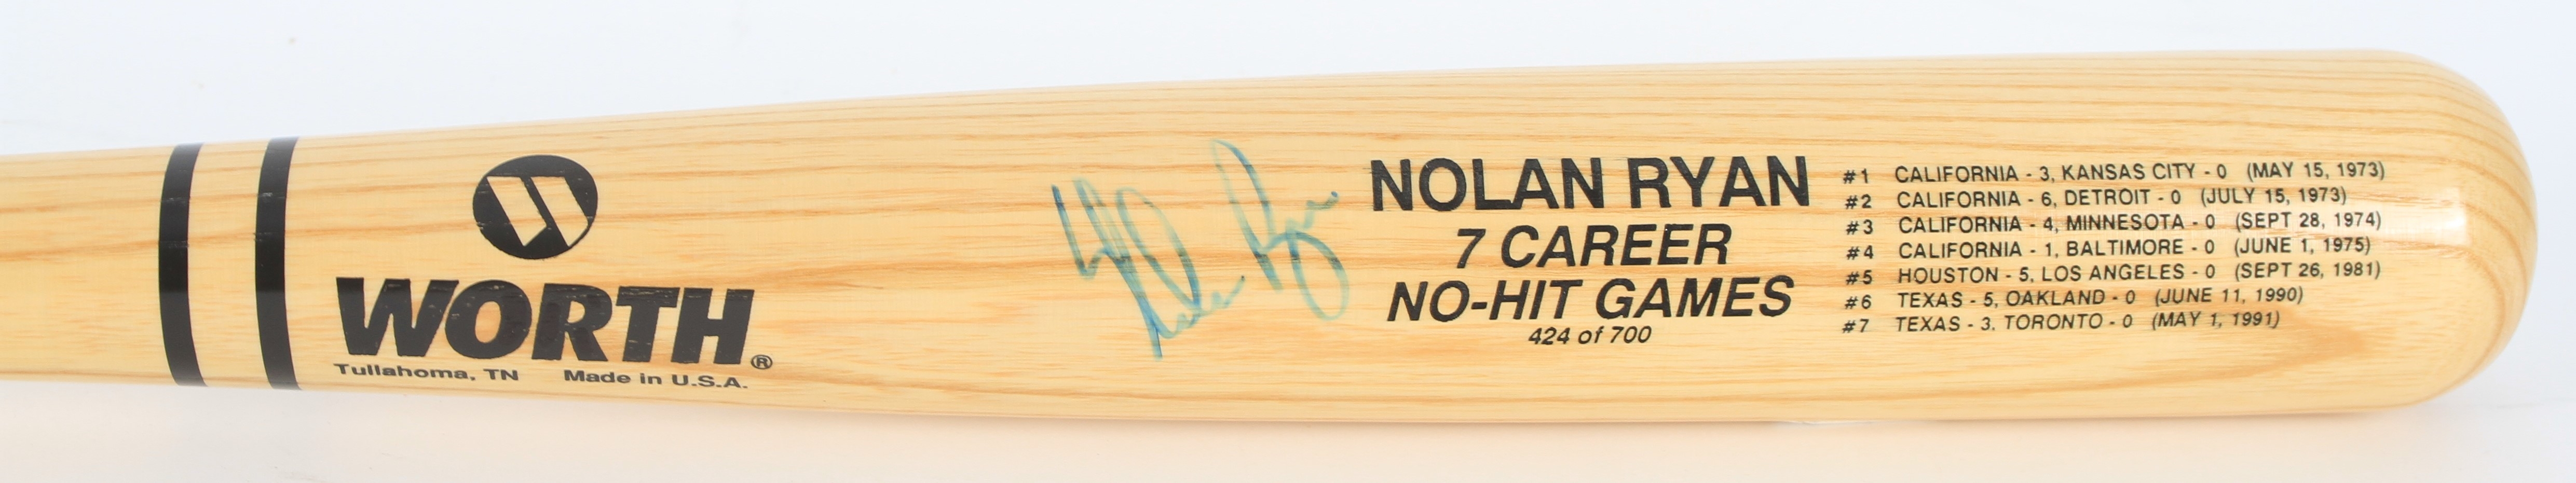 WORTH®
Tullahoma, TN Made in U.S.A.
Nolan Ryan
NOLAN RYAN
7 CAREER
NO-HIT GAMES
424 of 700
#1 CALIFORNIA - 3, KANSAS CITY - 0 (MAY 15, 1973)
#2 CALIFORNIA - 6, DETROIT - 0 (JULY 15, 1973)
#3 CALIFORNIA - 4, MINNESOTA - 0 (SEPT 28, 1974)
#4 CALIFORNIA - 1, BALTIMORE - 0 (JUNE 1, 1975)
#5 HOUSTON - 5, LOS ANGELES - 0 (SEPT 26, 1981)
#6 TEXAS - 5, OAKLAND - 0 (JUNE 11, 1990)
#7 TEXAS - 3. TORONTO - 0 (MAY 1, 1991)